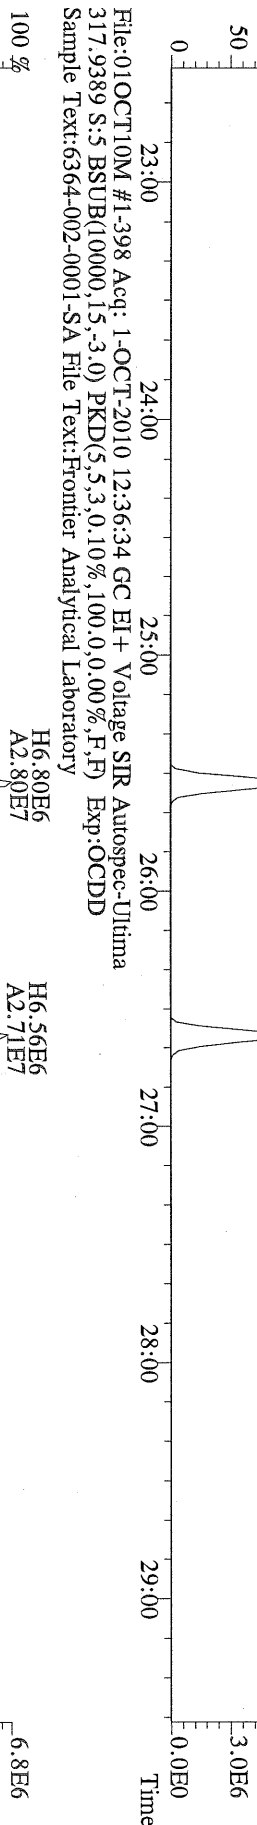 50 3.0E6
0 0.0E0
23:00 24:00 25:00 26:00 27:00 28:00 29:00 Time
File:01OCT10M #1-398 Acq: 1-OCT-2010 12:36:34 GC EI+ Voltage SIR Autospec-Ultima
317.9389 S:5 BSUB(10000,15,-3.0) PKD(5,5,3,0.10%,100.0,0.00%,F,F) Exp:OCDD
Sample Text:6364-002-0001-SA File Text:Frontier Analytical Laboratory
H6.80E6 H6.56E6
100 % A2.80E7 A2.71E7 6.8E6